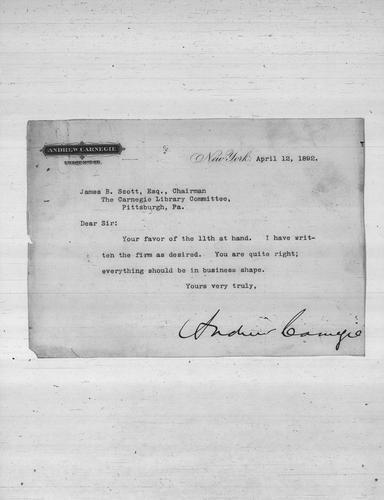 ANDREW CARNEGIE
New York, April 12, 1892.
James B. Scott, Esq., Chairman
The Carnegie Library Committee,
Pittsburgh, Pa.
Dear Sir:
Your favor of the 11th at hand. I have writ-
ten the firm as desired. You are quite right;
everything should be in business shape.
Yours very truly,
Andrew Carnegie